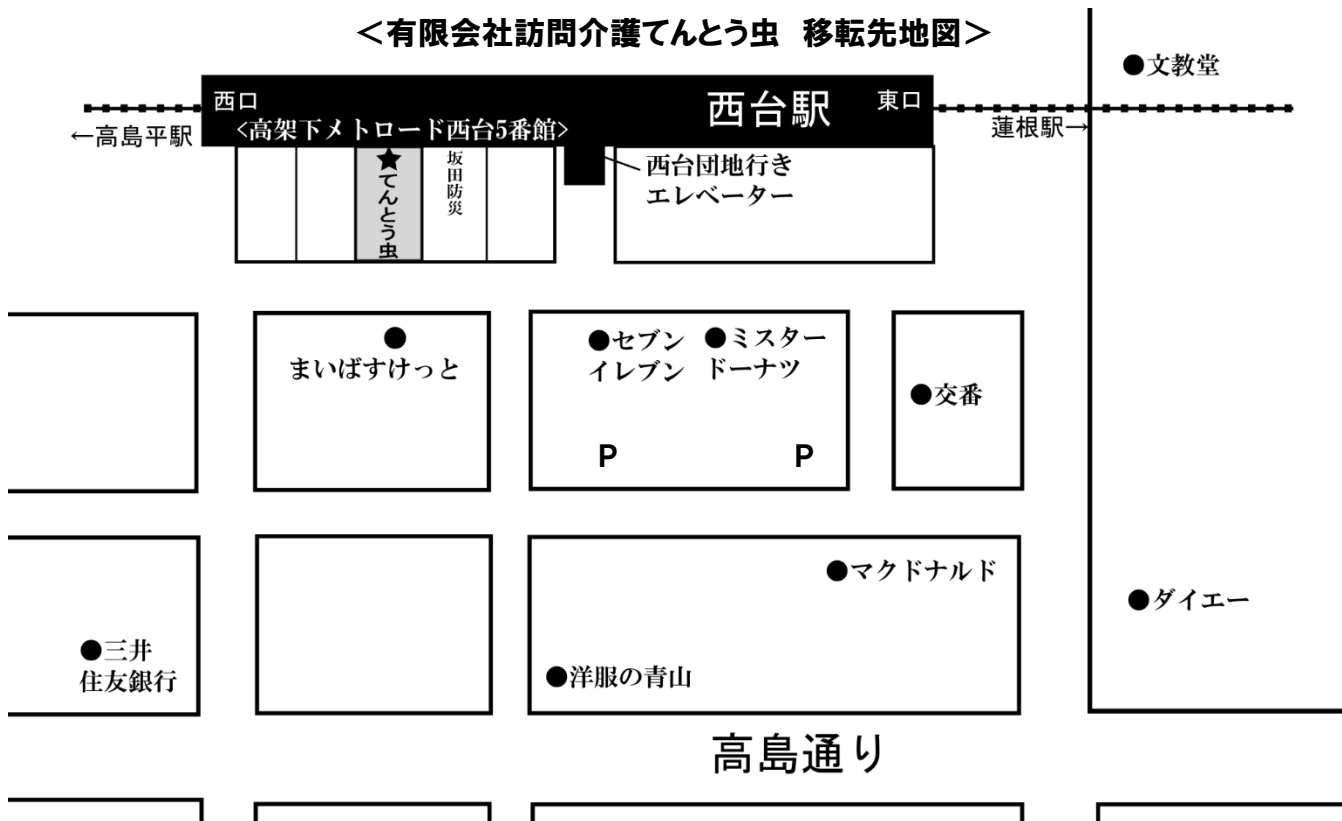 ＜有限会社訪問介護てんとう虫　移転先地図＞
●文教堂
西口
西台駅
東口
←高島平駅
<高架下メトロード西台5番館>
蓮根駅→
★てんとう虫
坂田防災
西台団地行き
エレベーター
●
まいばすけっと
●セブン
イレブン
●ミスター
ドーナツ
●交番
P
P
●マクドナルド
●ダイエー
●三井
住友銀行
●洋服の青山
高島通り